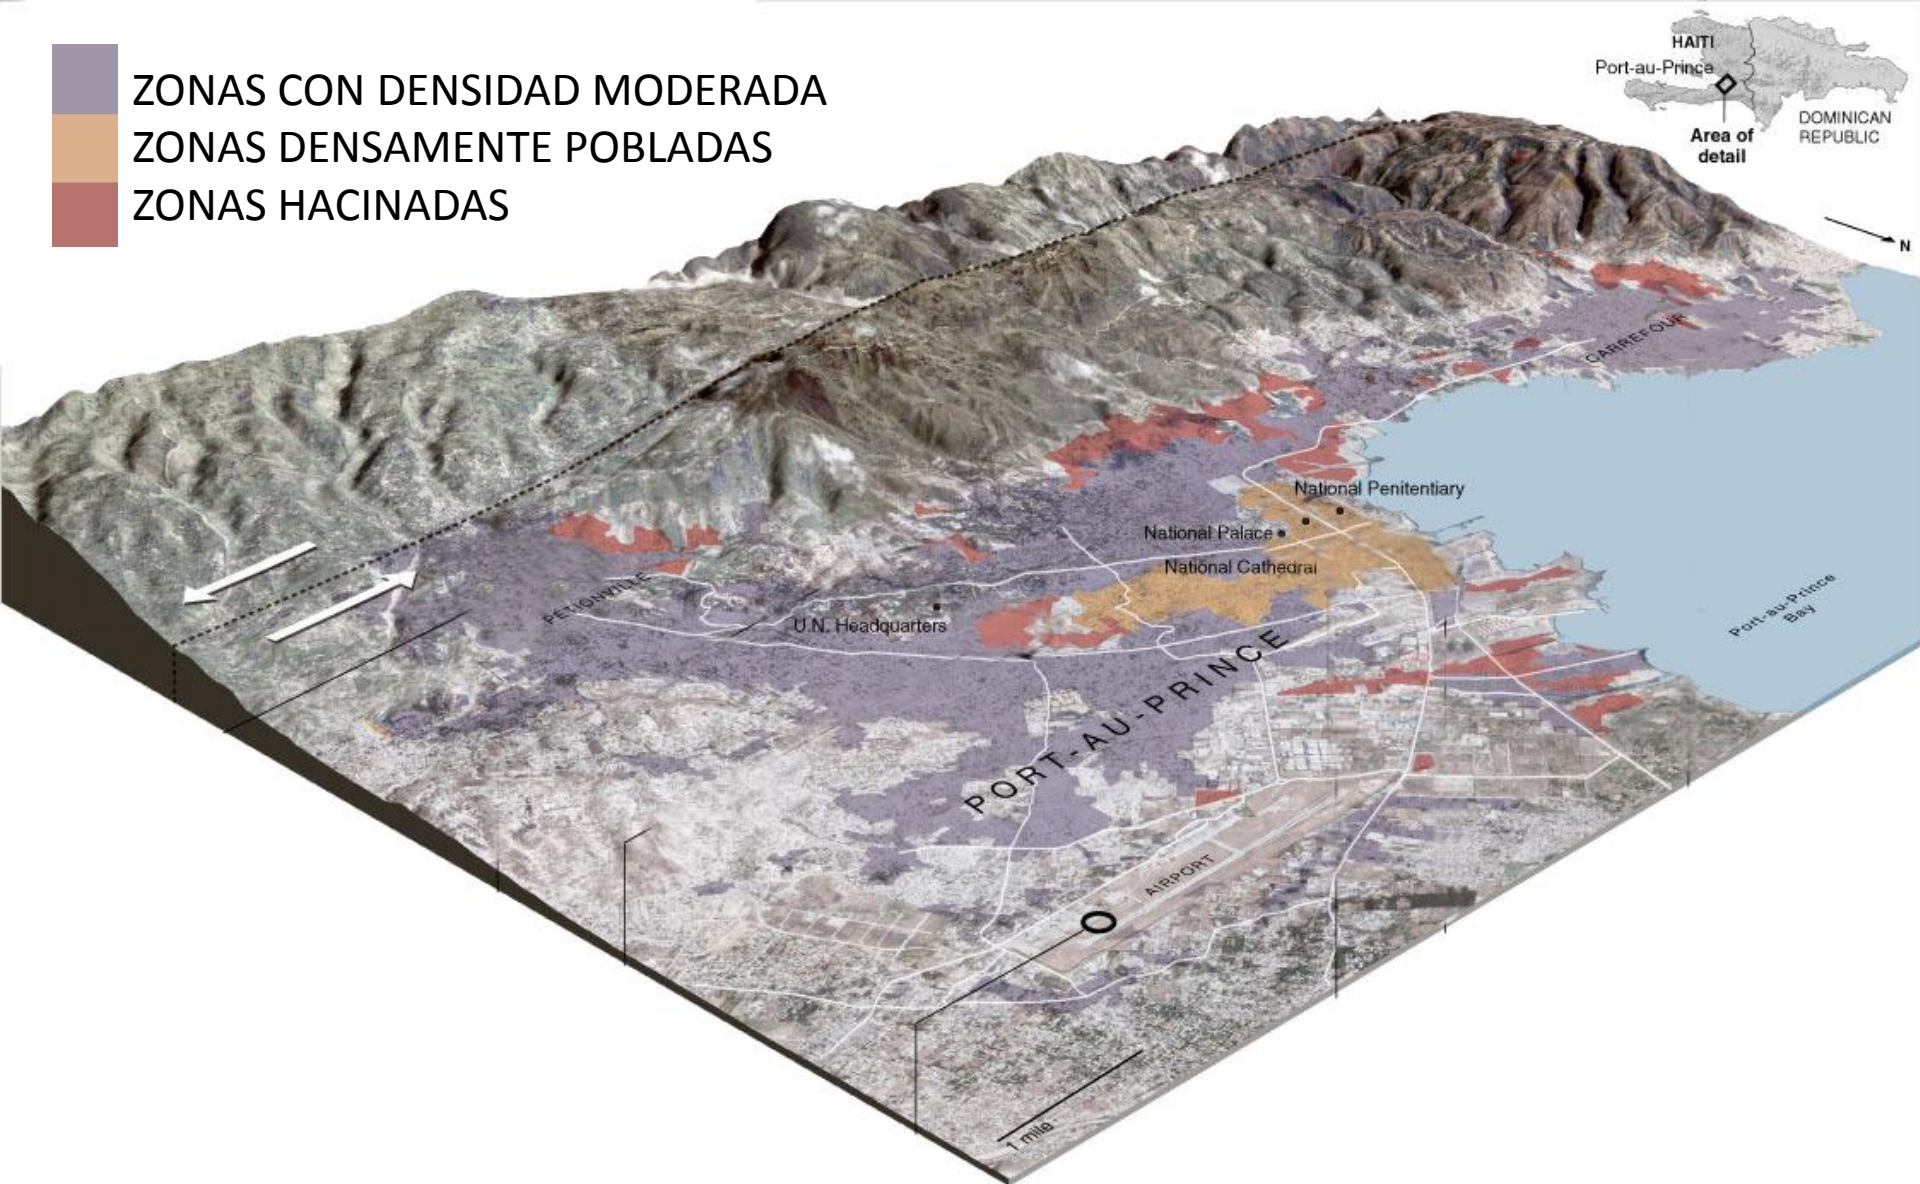 ZONAS CON DENSIDAD MODERADA
ZONAS DENSAMENTE POBLADAS
ZONAS HACINADAS
HAITI
Port-au-Prince
DOMINICAN
REPUBLIC
Area of
detail
N
CARREFOUR
National Penitentiary
National Palace
National Cathedral
PÉTIONVILLE
U.N. Headquarters
Port-au-Prince
Bay
PORT-AU-PRINCE
AIRPORT
1 mile